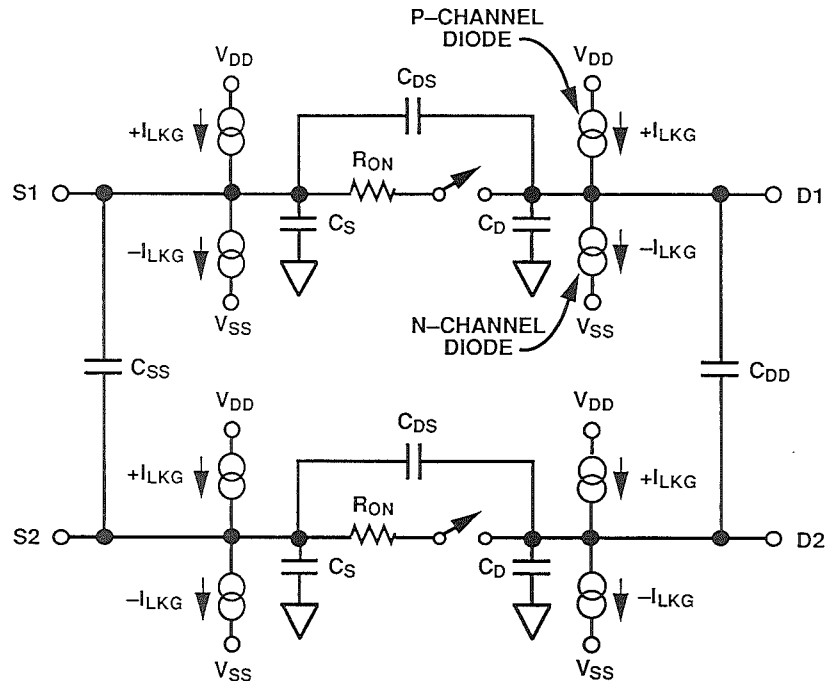 P–CHANNEL
DIODE
VDD
VDD
CDS
+ILKG
+ILKG
RON
S1
D1
CS
CD
–ILKG
–ILKG
VSS
VSS
N–CHANNEL
DIODE
CSS
CDD
VDD
VDD
CDS
+ILKG
+ILKG
RON
S2
D2
CS
CD
–ILKG
–ILKG
VSS
VSS